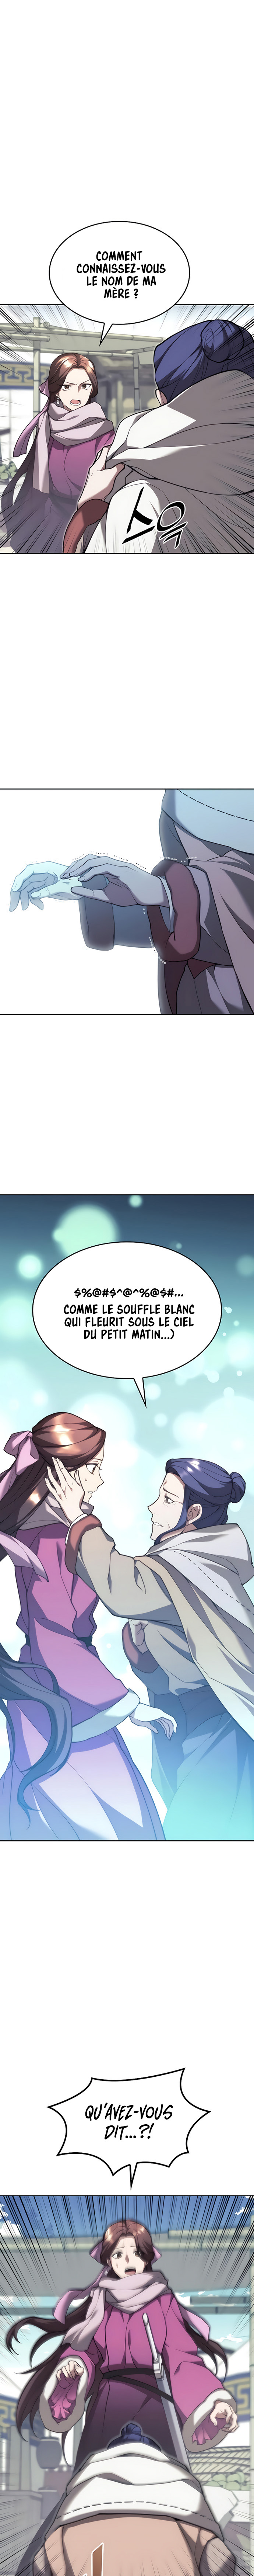 COMMENT
CONNAISSEZ-VOUS
LE NOM DE MA
MÈRE ?
스윽
$%@#$^@^%@$#...
COMME LE SOUFFLE BLANC
QUI FLEURIT SOUS LE CIEL
DU PETIT MATIN...)
QU'AVEZ-VOUS
DIT...?!